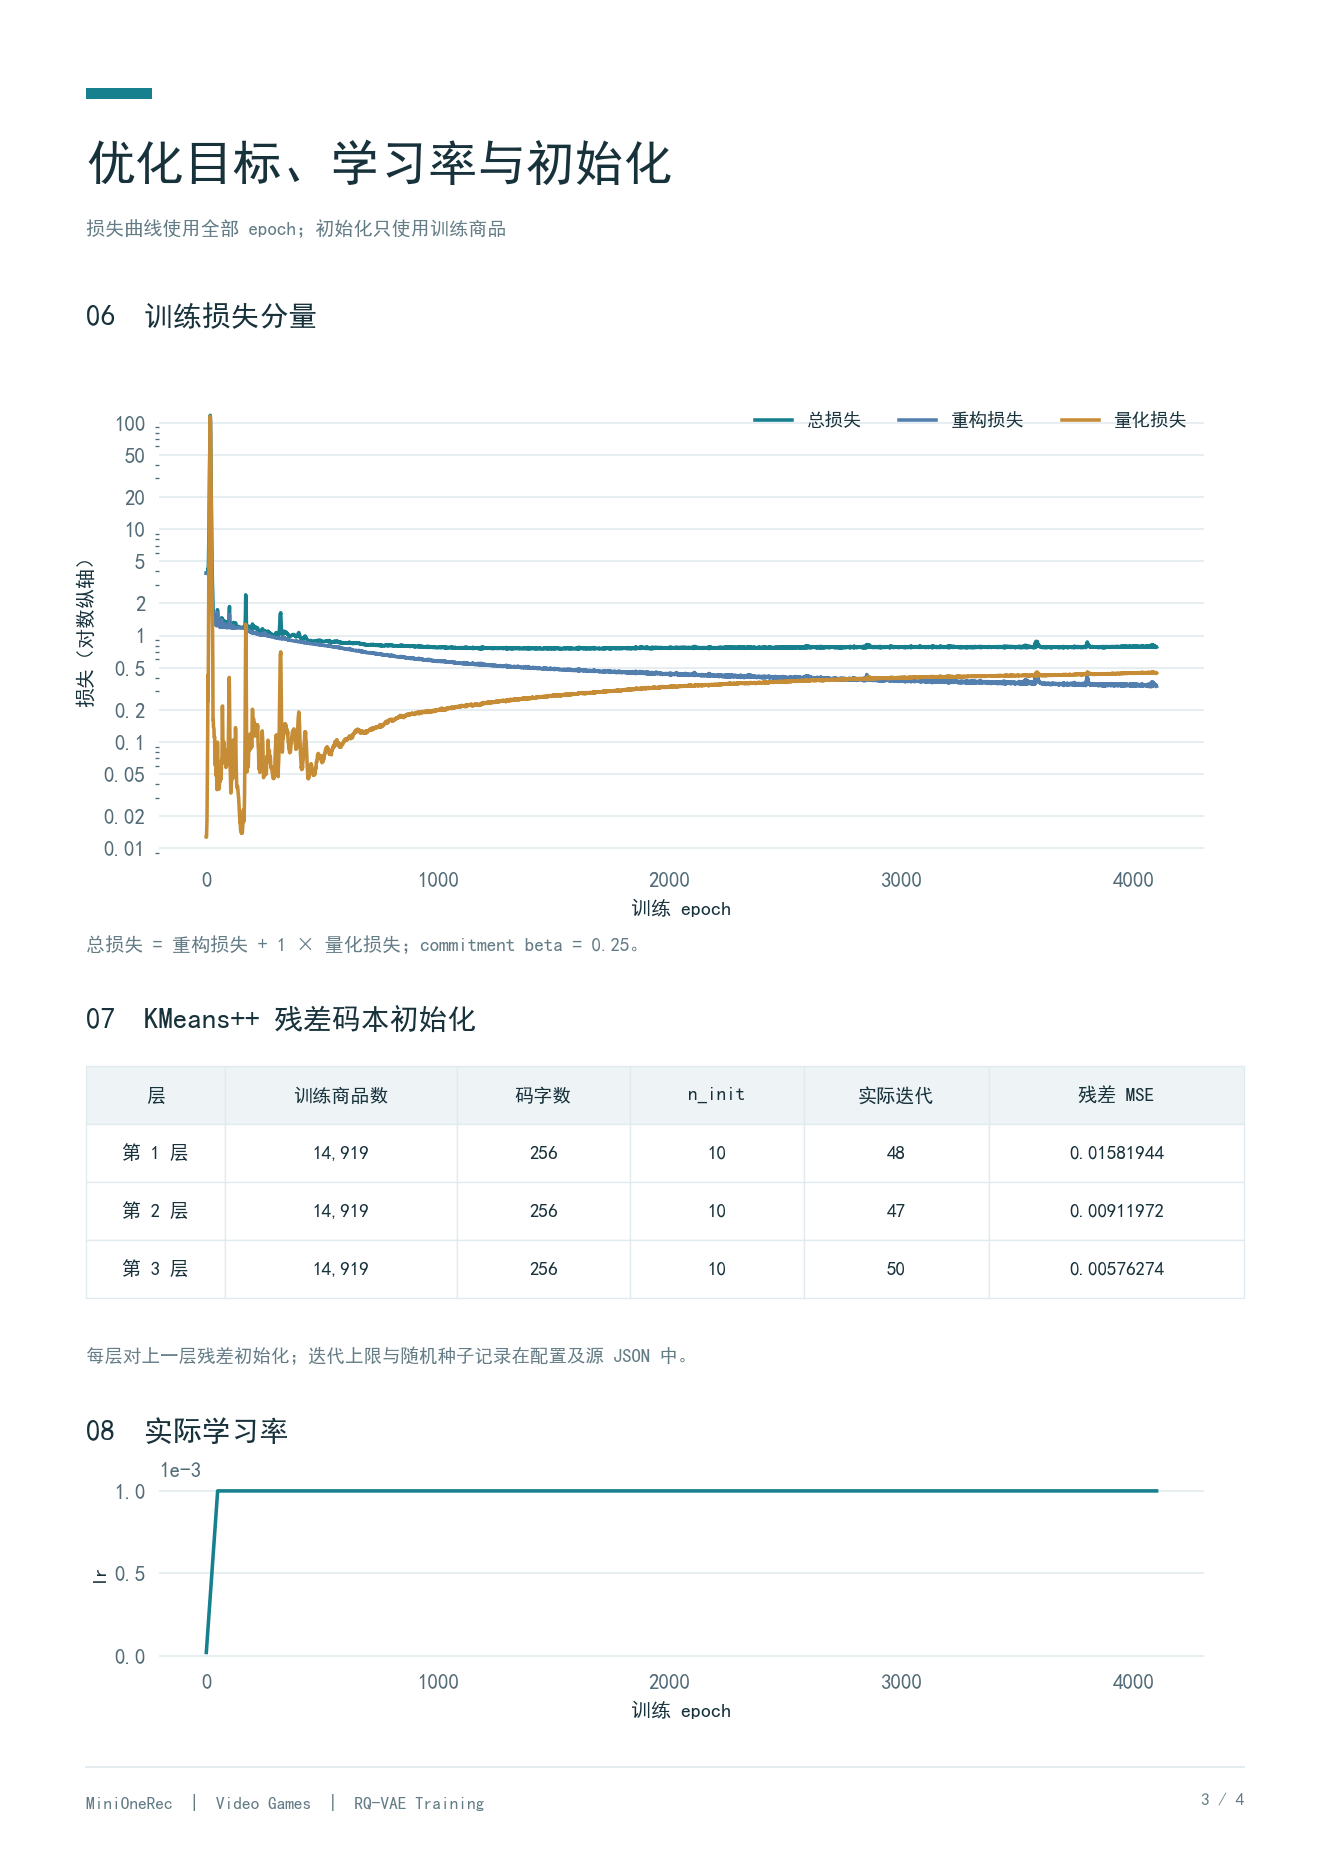 优化目标、学习率与初始化
损失曲线使用全部 epoch；初始化只使用训练商品
06 训练损失分量
总损失 重构损失 量化损失
100
50
20
10
5
2
1
0.5
0.2
0.1
0.05
0.02
0.01
损失（对数纵轴）
0 1000 2000 3000 4000
训练 epoch
总损失 = 重构损失 + 1 × 量化损失；commitment beta = 0.25。
07 KMeans++ 残差码本初始化
层 训练商品数 码字数 n_init 实际迭代 残差 MSE
第 1 层 14,919 256 10 48 0.01581944
第 2 层 14,919 256 10 47 0.00911972
第 3 层 14,919 256 10 50 0.00576274
每层对上一层残差初始化；迭代上限与随机种子记录在配置及源 JSON 中。
08 实际学习率
1e-3
1.0
0.5
0.0
lr
0 1000 2000 3000 4000
训练 epoch
MiniOneRec | Video Games | RQ-VAE Training
3 / 4